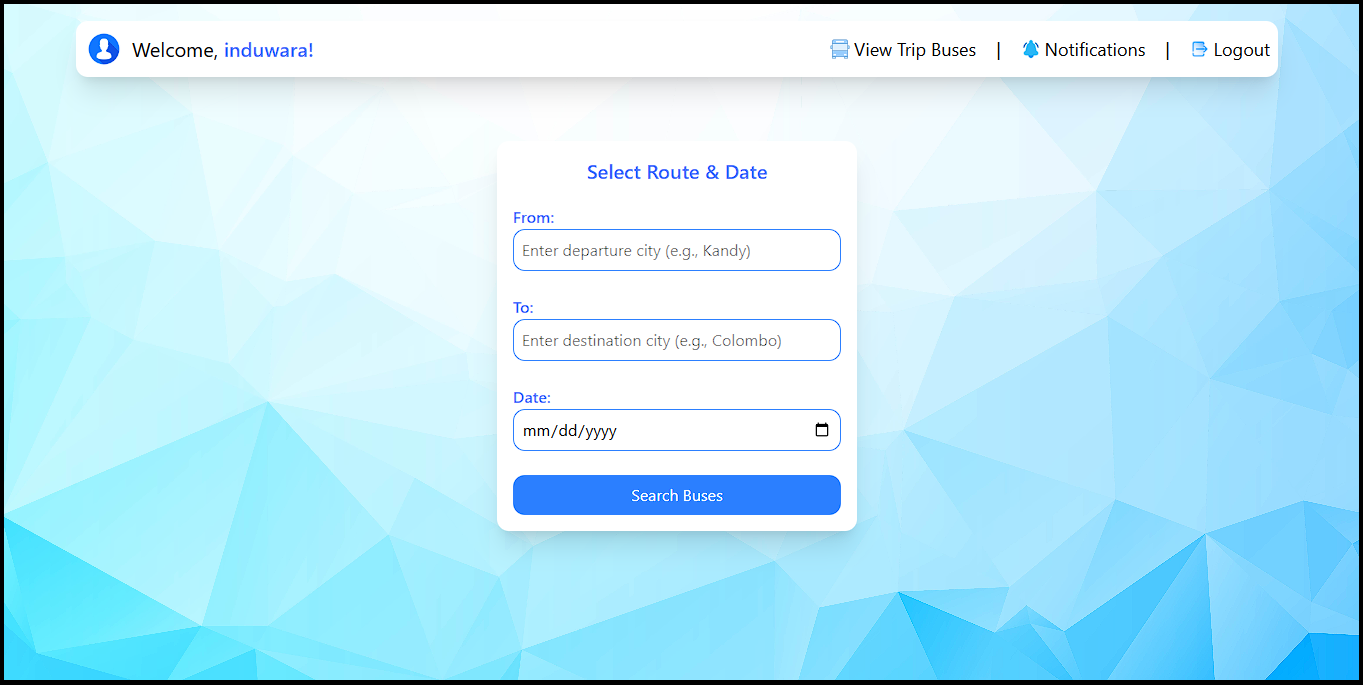 Welcome, induwara!
View Trip Buses | Notifications | Logout
Select Route & Date
From:
Enter departure city (e.g., Kandy)
To:
Enter destination city (e.g., Colombo)
Date:
mm/dd/yyyy
Search Buses